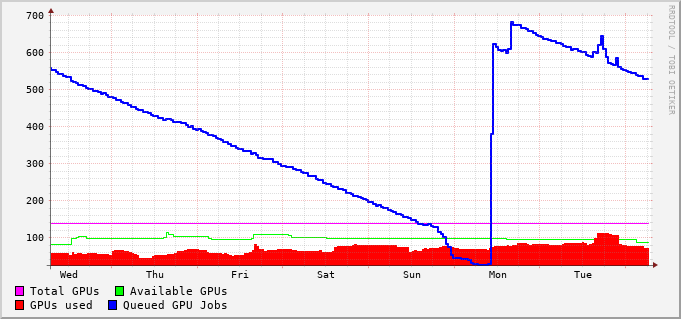 700
600
500
400
300
200
100
Wed Thu Fri Sat Sun Mon Tue
Total GPUs Available GPUs
GPUs used Queued GPU Jobs
RRDTOOL / TOBI OETIKER